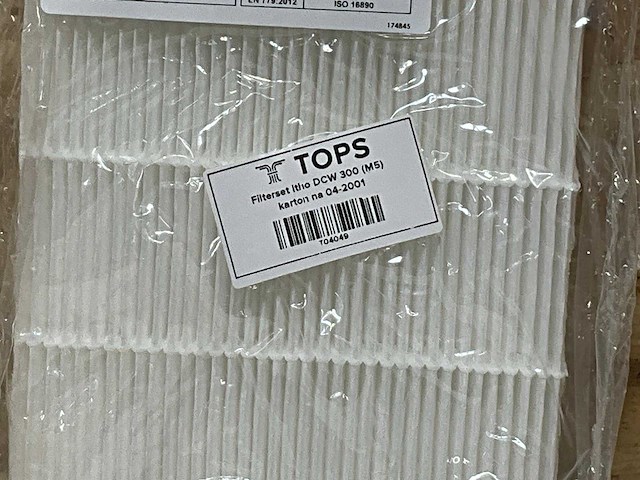 EN 779:2012
ISO 16890
174845
TOPS
Filterset Itho DCW 300 (M5)
karton na 04-2001
T04049